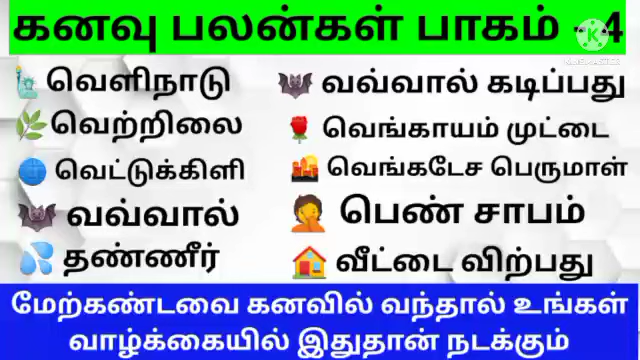 கனவு பலன்கள் பாகம் - 4
வெளிநாடு
வெற்றிலை
வெட்டுக்கிளி
வவ்வால்
தண்ணீர்
வவ்வால் கடிப்பது
வெங்காயம் முட்டை
வெங்கடேச பெருமாள்
பெண் சாபம்
வீட்டை விற்பது
மேற்கண்டவை கனவில் வந்தால் உங்கள்
வாழ்க்கையில் இதுதான் நடக்கும்